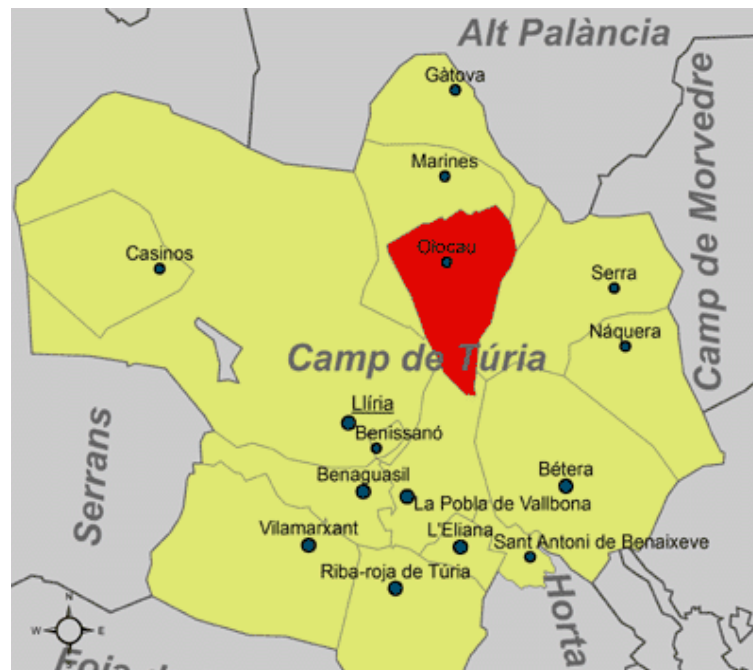 Alt Palància
Gàtova
Camp de Morvedre
Marines
Olocau
Casinos
Serra
Náquera
Camp de Túria
Llíria
Benissanó
Serrans
Benaguasil
La Pobla de Vallbona
Bétera
Vilamarxant
L'Eliana
Sant Antoni de Benaixeve
Riba-roja de Túria
Horta
N
W
E